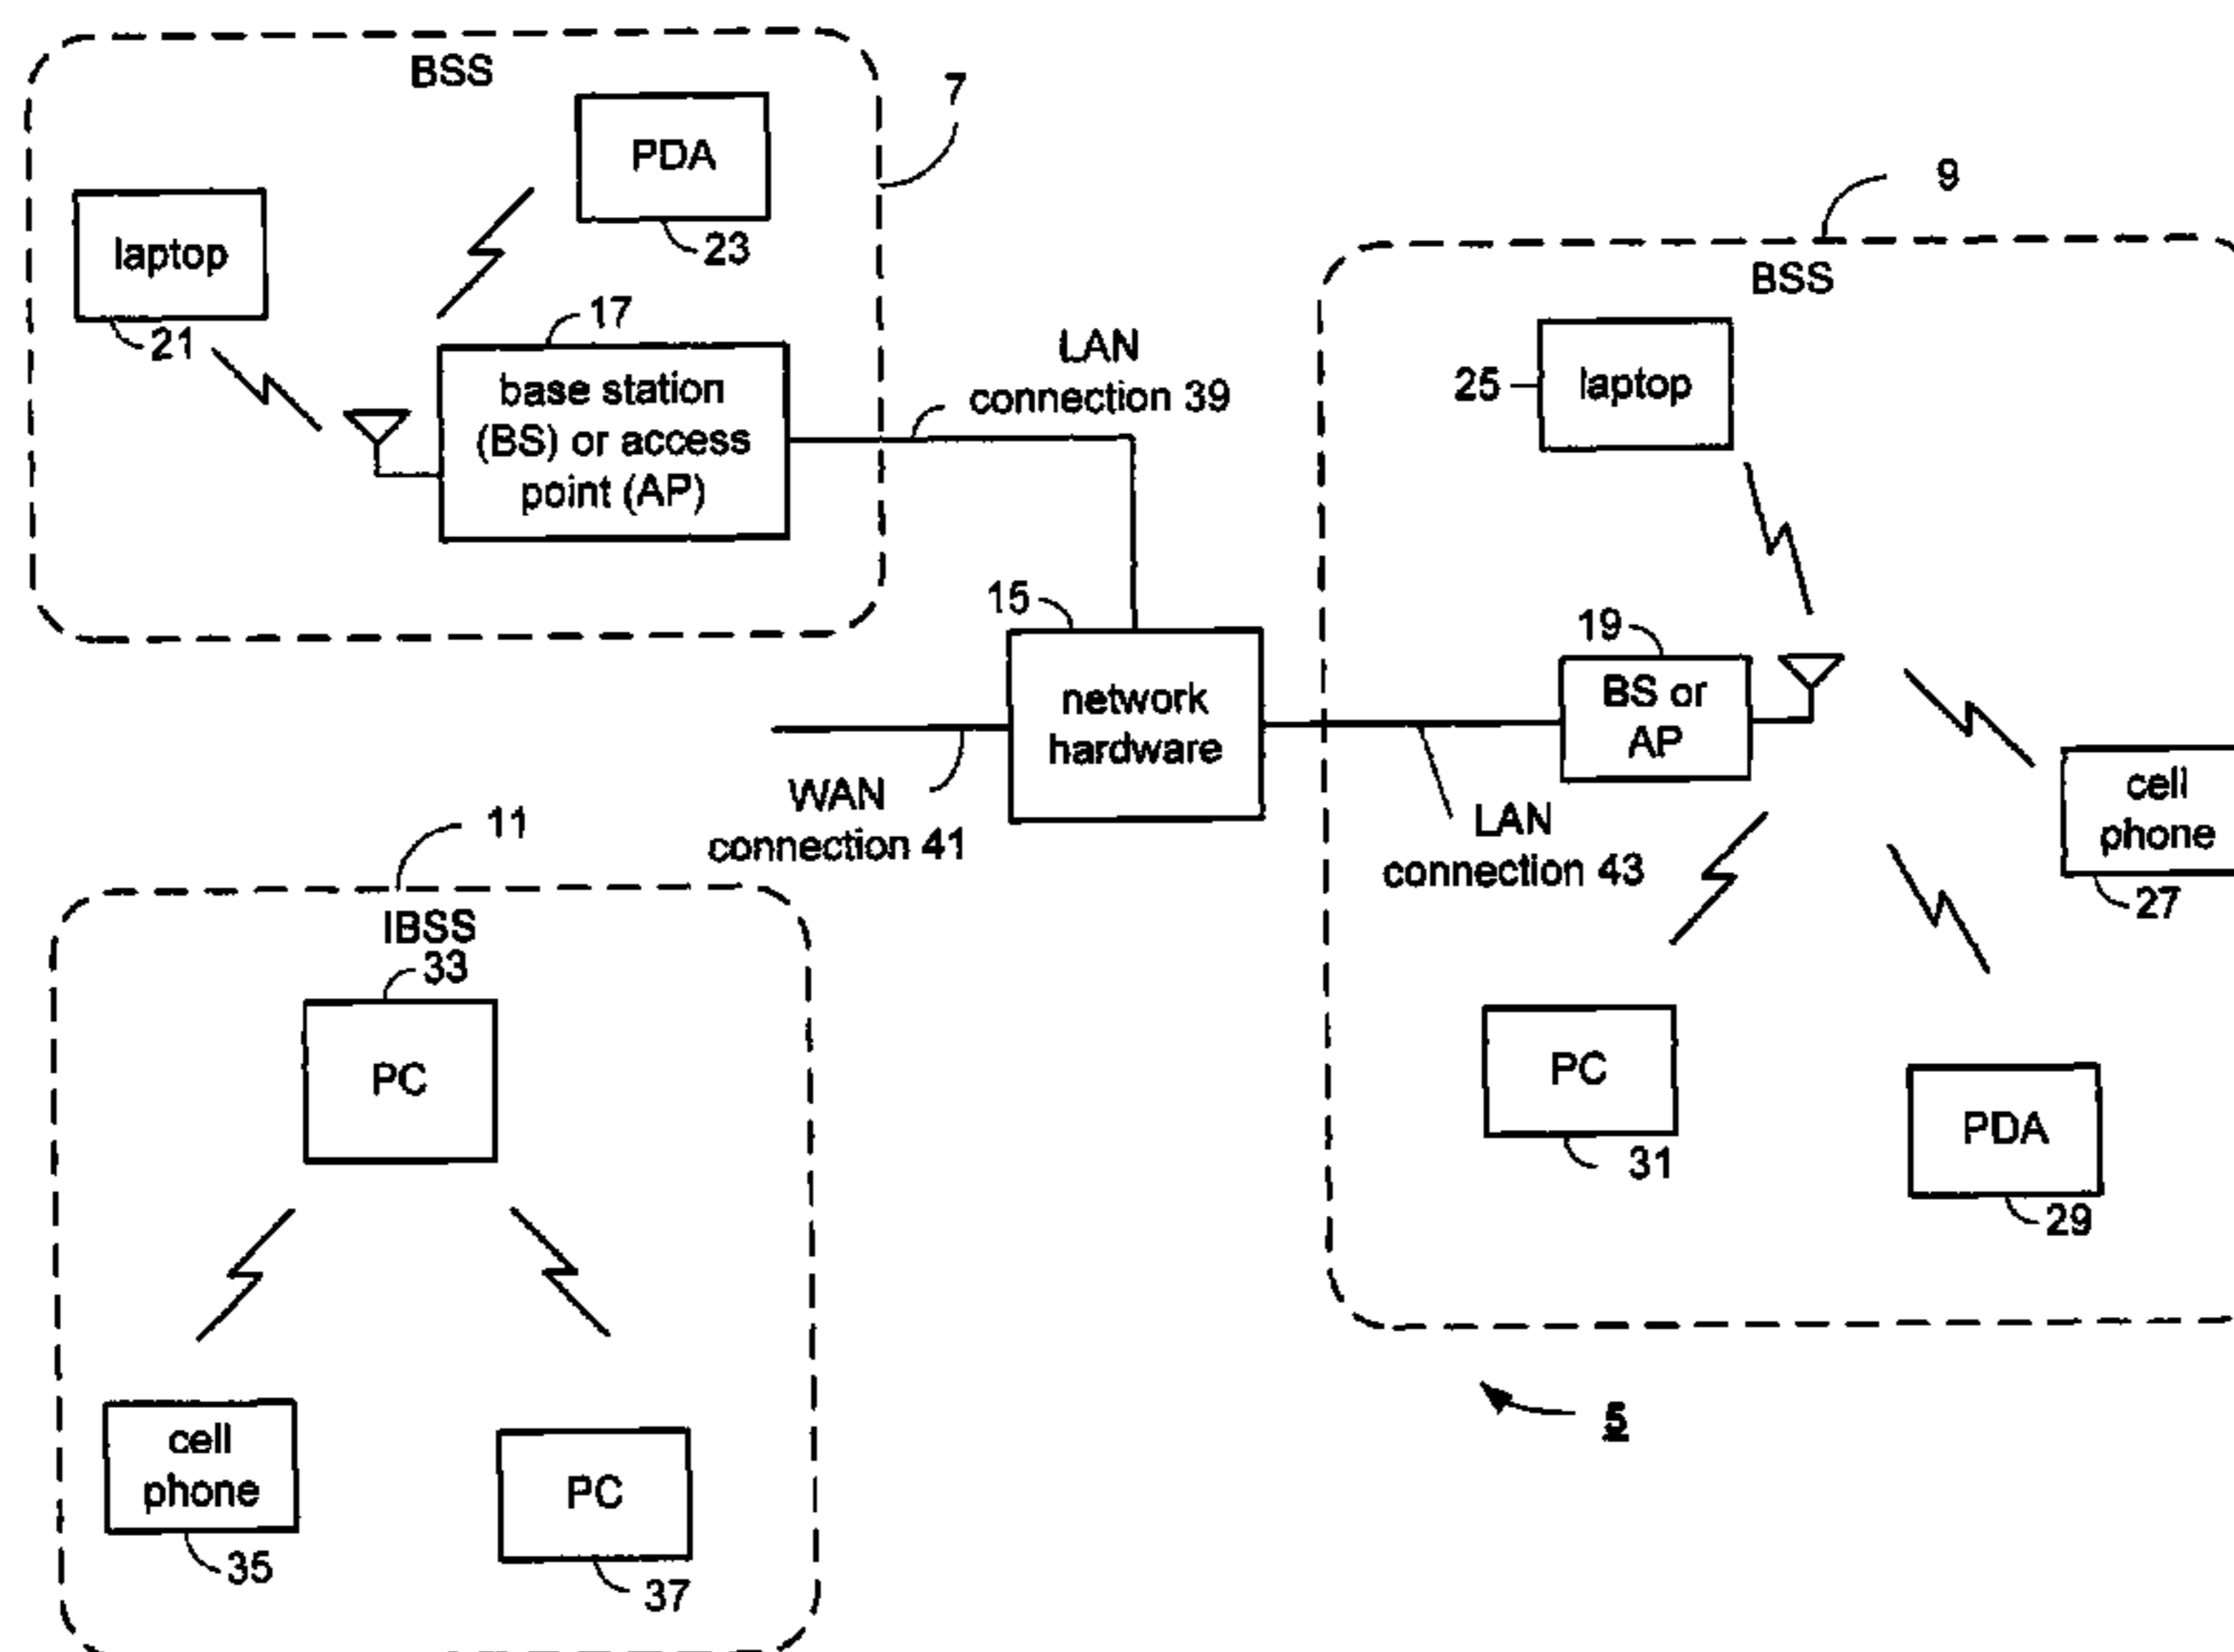 BSS
7
PDA
23
laptop
21
17
base station
(BS) or access
point (AP)
LAN
connection 39
9
BSS
laptop
25
15
network
hardware
19
BS or
AP
WAN
connection 41
LAN
connection 43
cell
phone
27
PC
31
PDA
29
11
IBSS
33
PC
cell
phone
35
PC
37
5